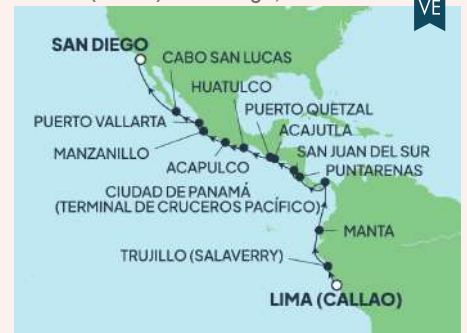 VE
SAN DIEGO
CABO SAN LUCAS
HUATULCO
PUERTO QUETZAL
PUERTO VALLARTA
ACAJUTLA
MANZANILLO
SAN JUAN DEL SUR
ACAPULCO
PUNTARENAS
CIUDAD DE PANAMÁ
(TERMINAL DE CRUCEROS PACÍFICO)
MANTA
TRUJILLO (SALAVERRY)
LIMA (CALLAO)